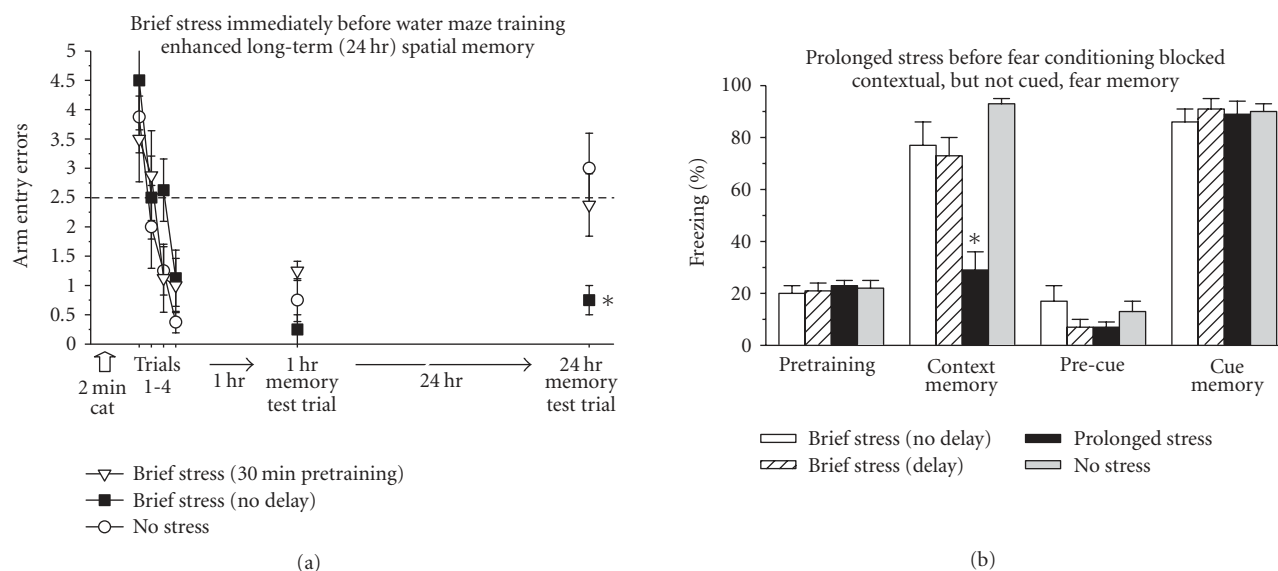 Brief stress immediately before water maze training
enhanced long-term (24 hr) spatial memory
5
4.5
4
3.5
3
2.5
2
1.5
1
0.5
0
Arm entry errors
2 min
cat
Trials
1-4
1 hr
1 hr
memory
test trial
24 hr
24 hr
memory
test trial
*
Brief stress (30 min pretraining)
Brief stress (no delay)
No stress
(a)
Prolonged stress before fear conditioning blocked
contextual, but not cued, fear memory
100
80
60
40
20
0
Freezing (%)
*
Pretraining
Context
memory
Pre-cue
Cue
memory
Brief stress (no delay)
Brief stress (delay)
Prolonged stress
No stress
(b)